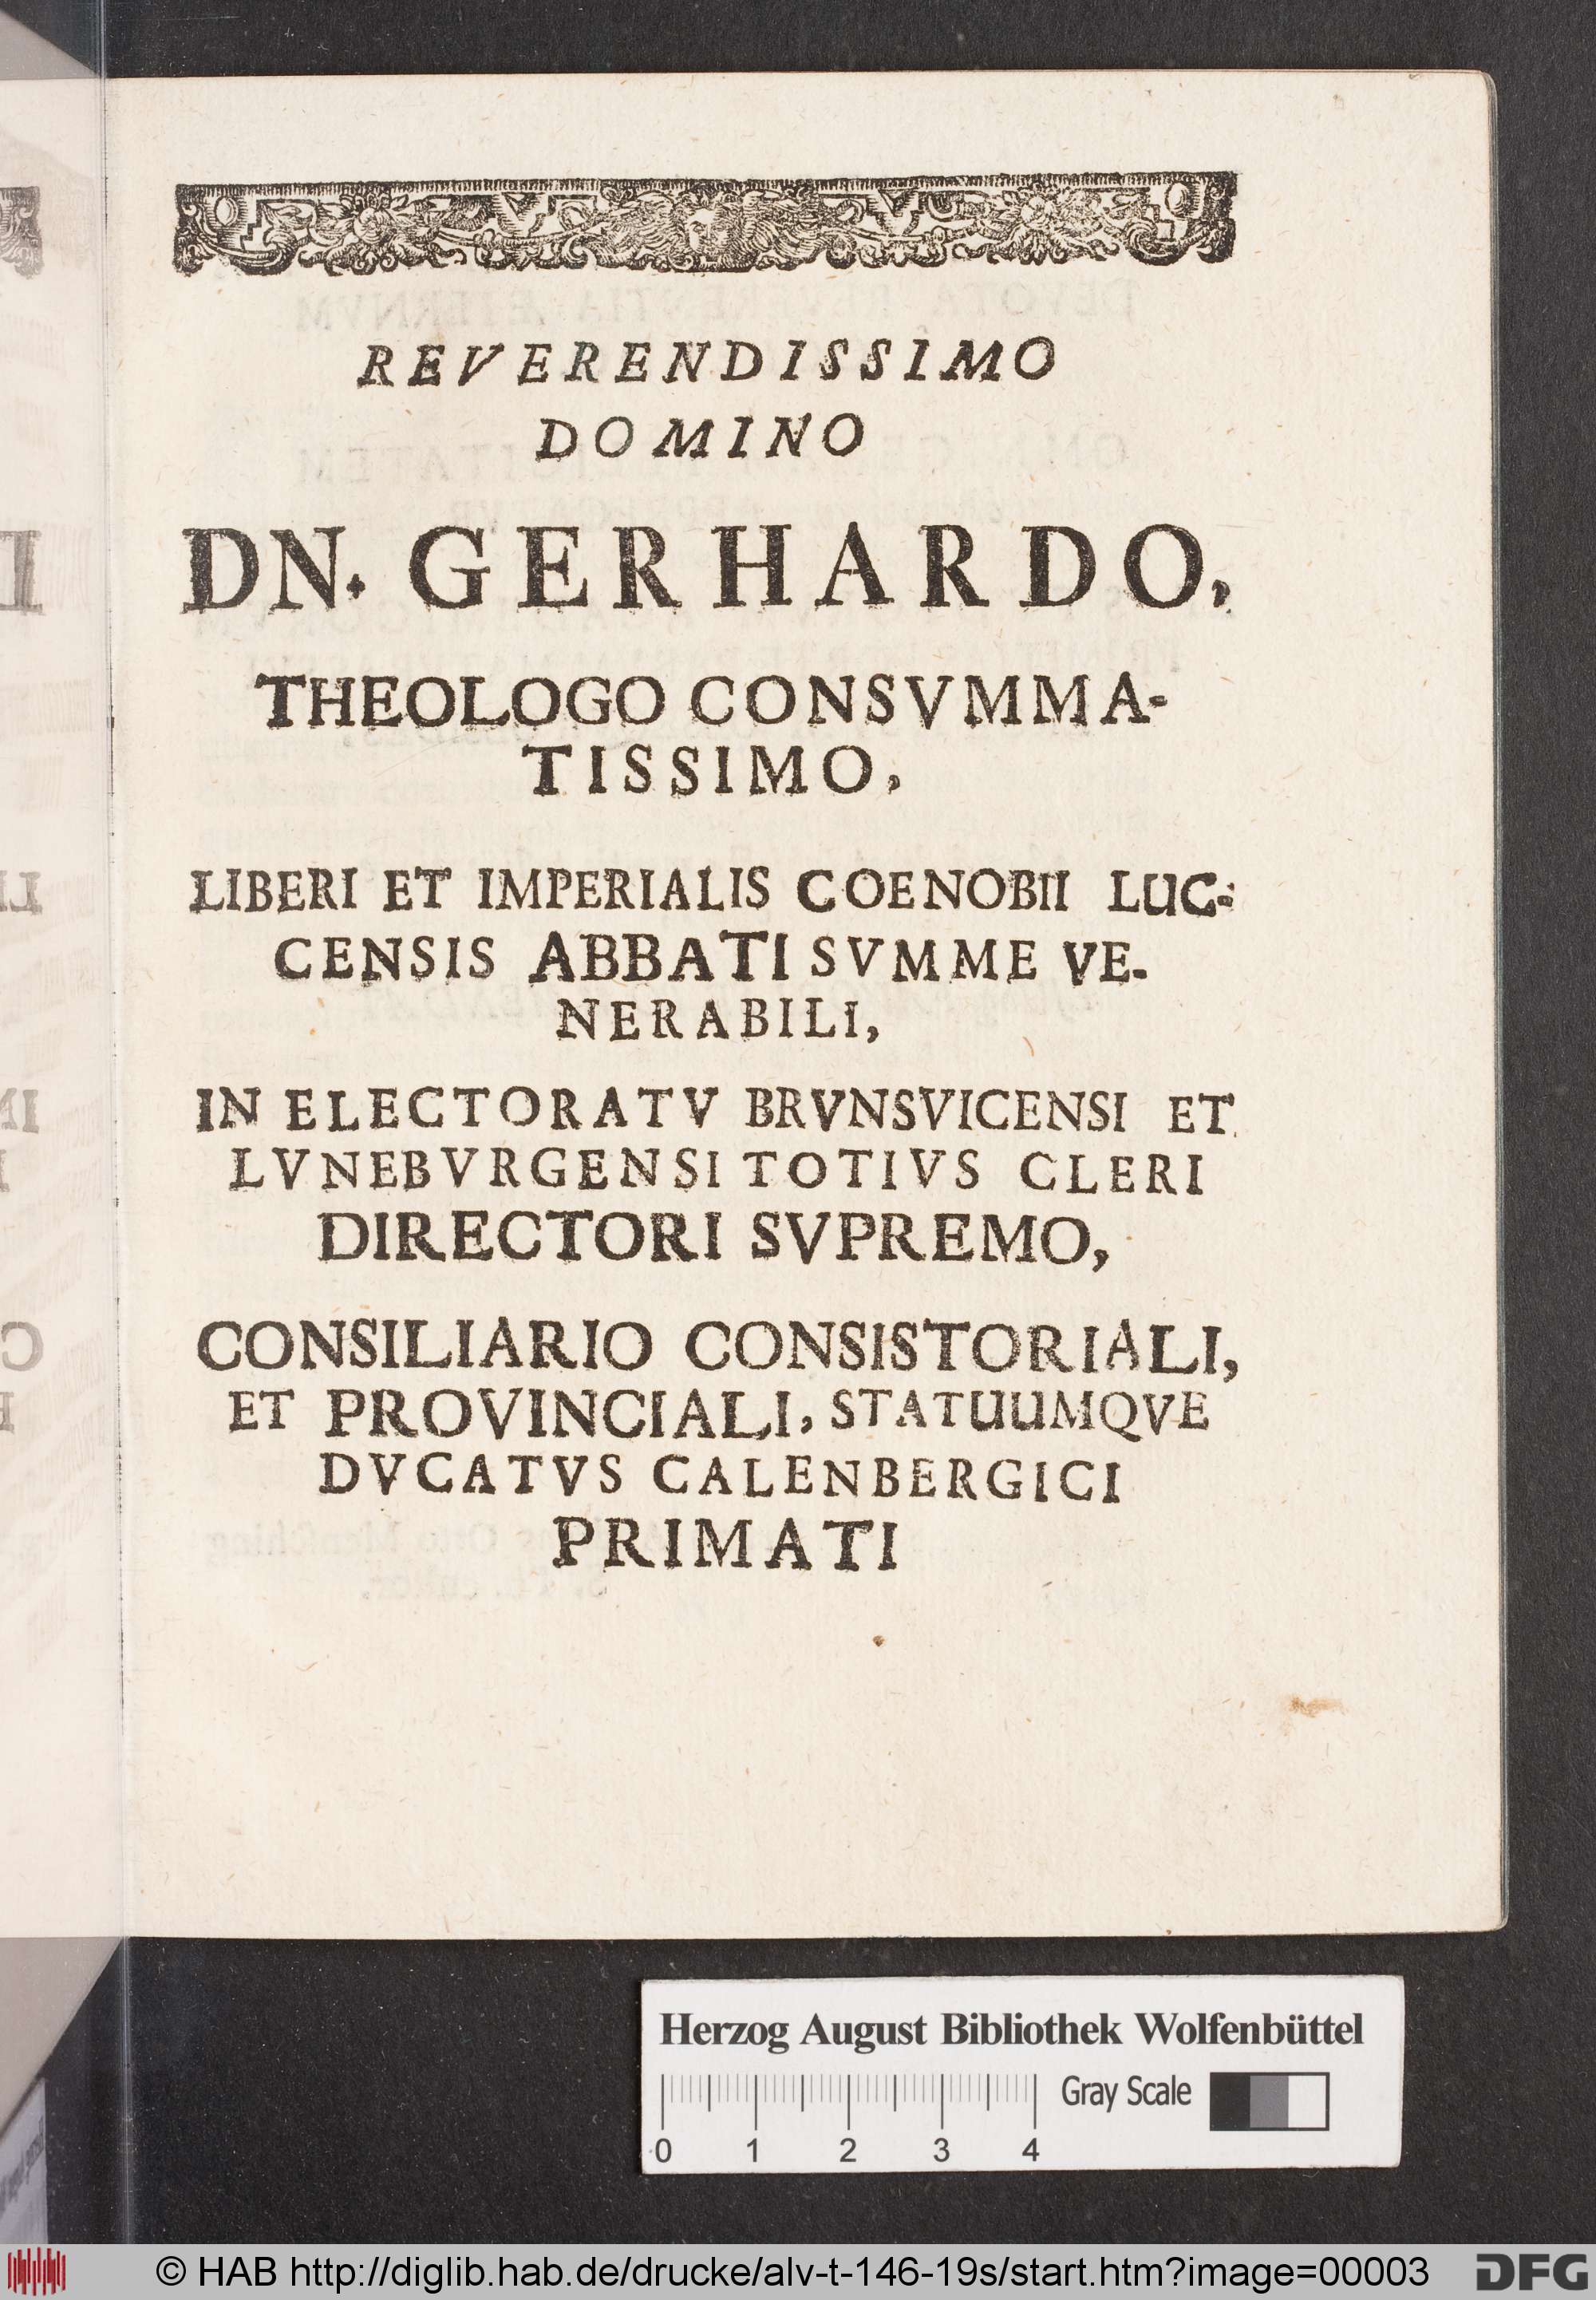 REVERENDISSIMO
DOMINO
DN. GERHARDO,
THEOLOGO CONSVMMA-
TISSIMO,
LIBERI ET IMPERIALIS COENOBII LUC-
CENSIS ABBATI SVMME VE-
NERABILI,
IN ELECTORATV BRVNSVICENSI ET
LVNEBVRGENSI TOTIVS CLERI
DIRECTORI SVPREMO,
CONSILIARIO CONSISTORIALI,
ET PROVINCIALI, STATUUMQVE
DVCATVS CALENBERGICI
PRIMATI
Herzog August Bibliothek Wolfenbüttel
Gray Scale
0 1 2 3 4
© HAB http://diglib.hab.de/drucke/alv-t-146-19s/start.htm?image=00003
DFG